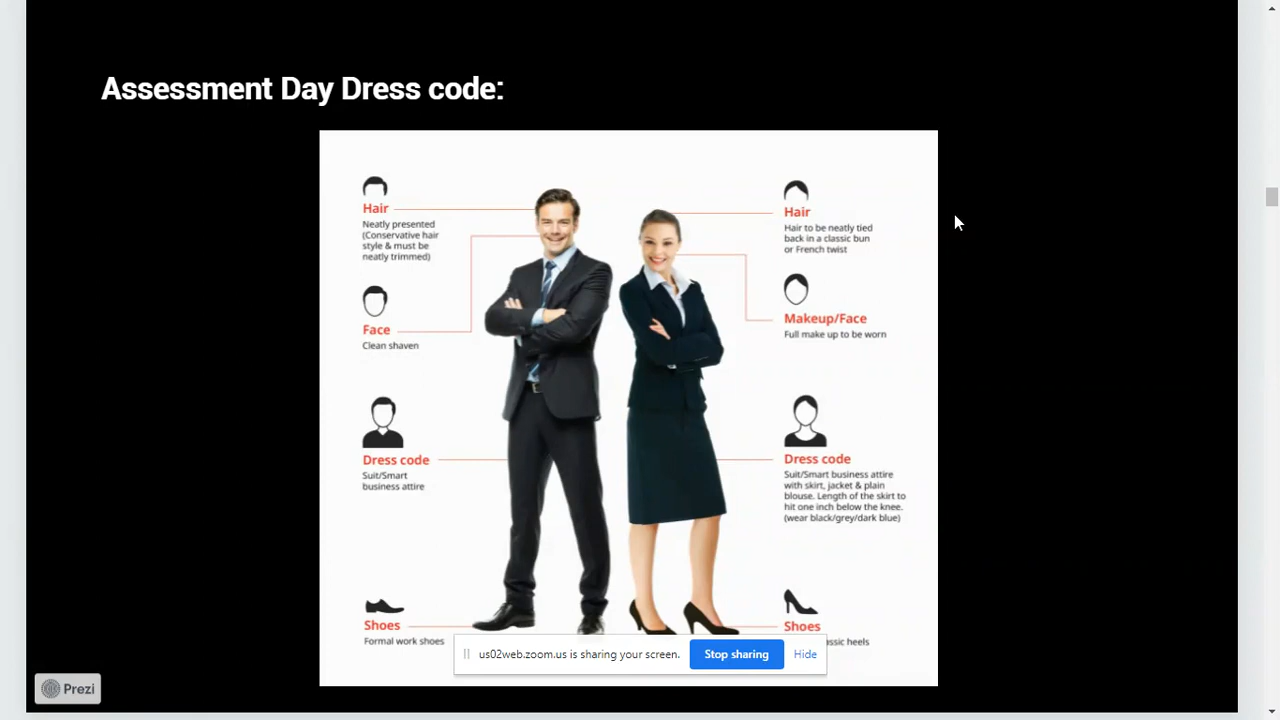 Assessment Day Dress code:
Hair
Neatly presented
(Conservative hair
style & must be
neatly trimmed)
Face
Clean shaven
Dress code
Suit/Smart
business attire
Shoes
Formal work shoes
Hair
Hair to be neatly tied
back in a classic bun
or French twist
Makeup/Face
Full make up to be worn
Dress code
Suit/Smart business attire
with skirt, jacket & plain
blouse. Length of the skirt to
hit one inch below the knee.
(wear black/grey/dark blue)
Shoes
heels
us02web.zoom.us is sharing your screen.
Stop sharing
Hide
Prezi